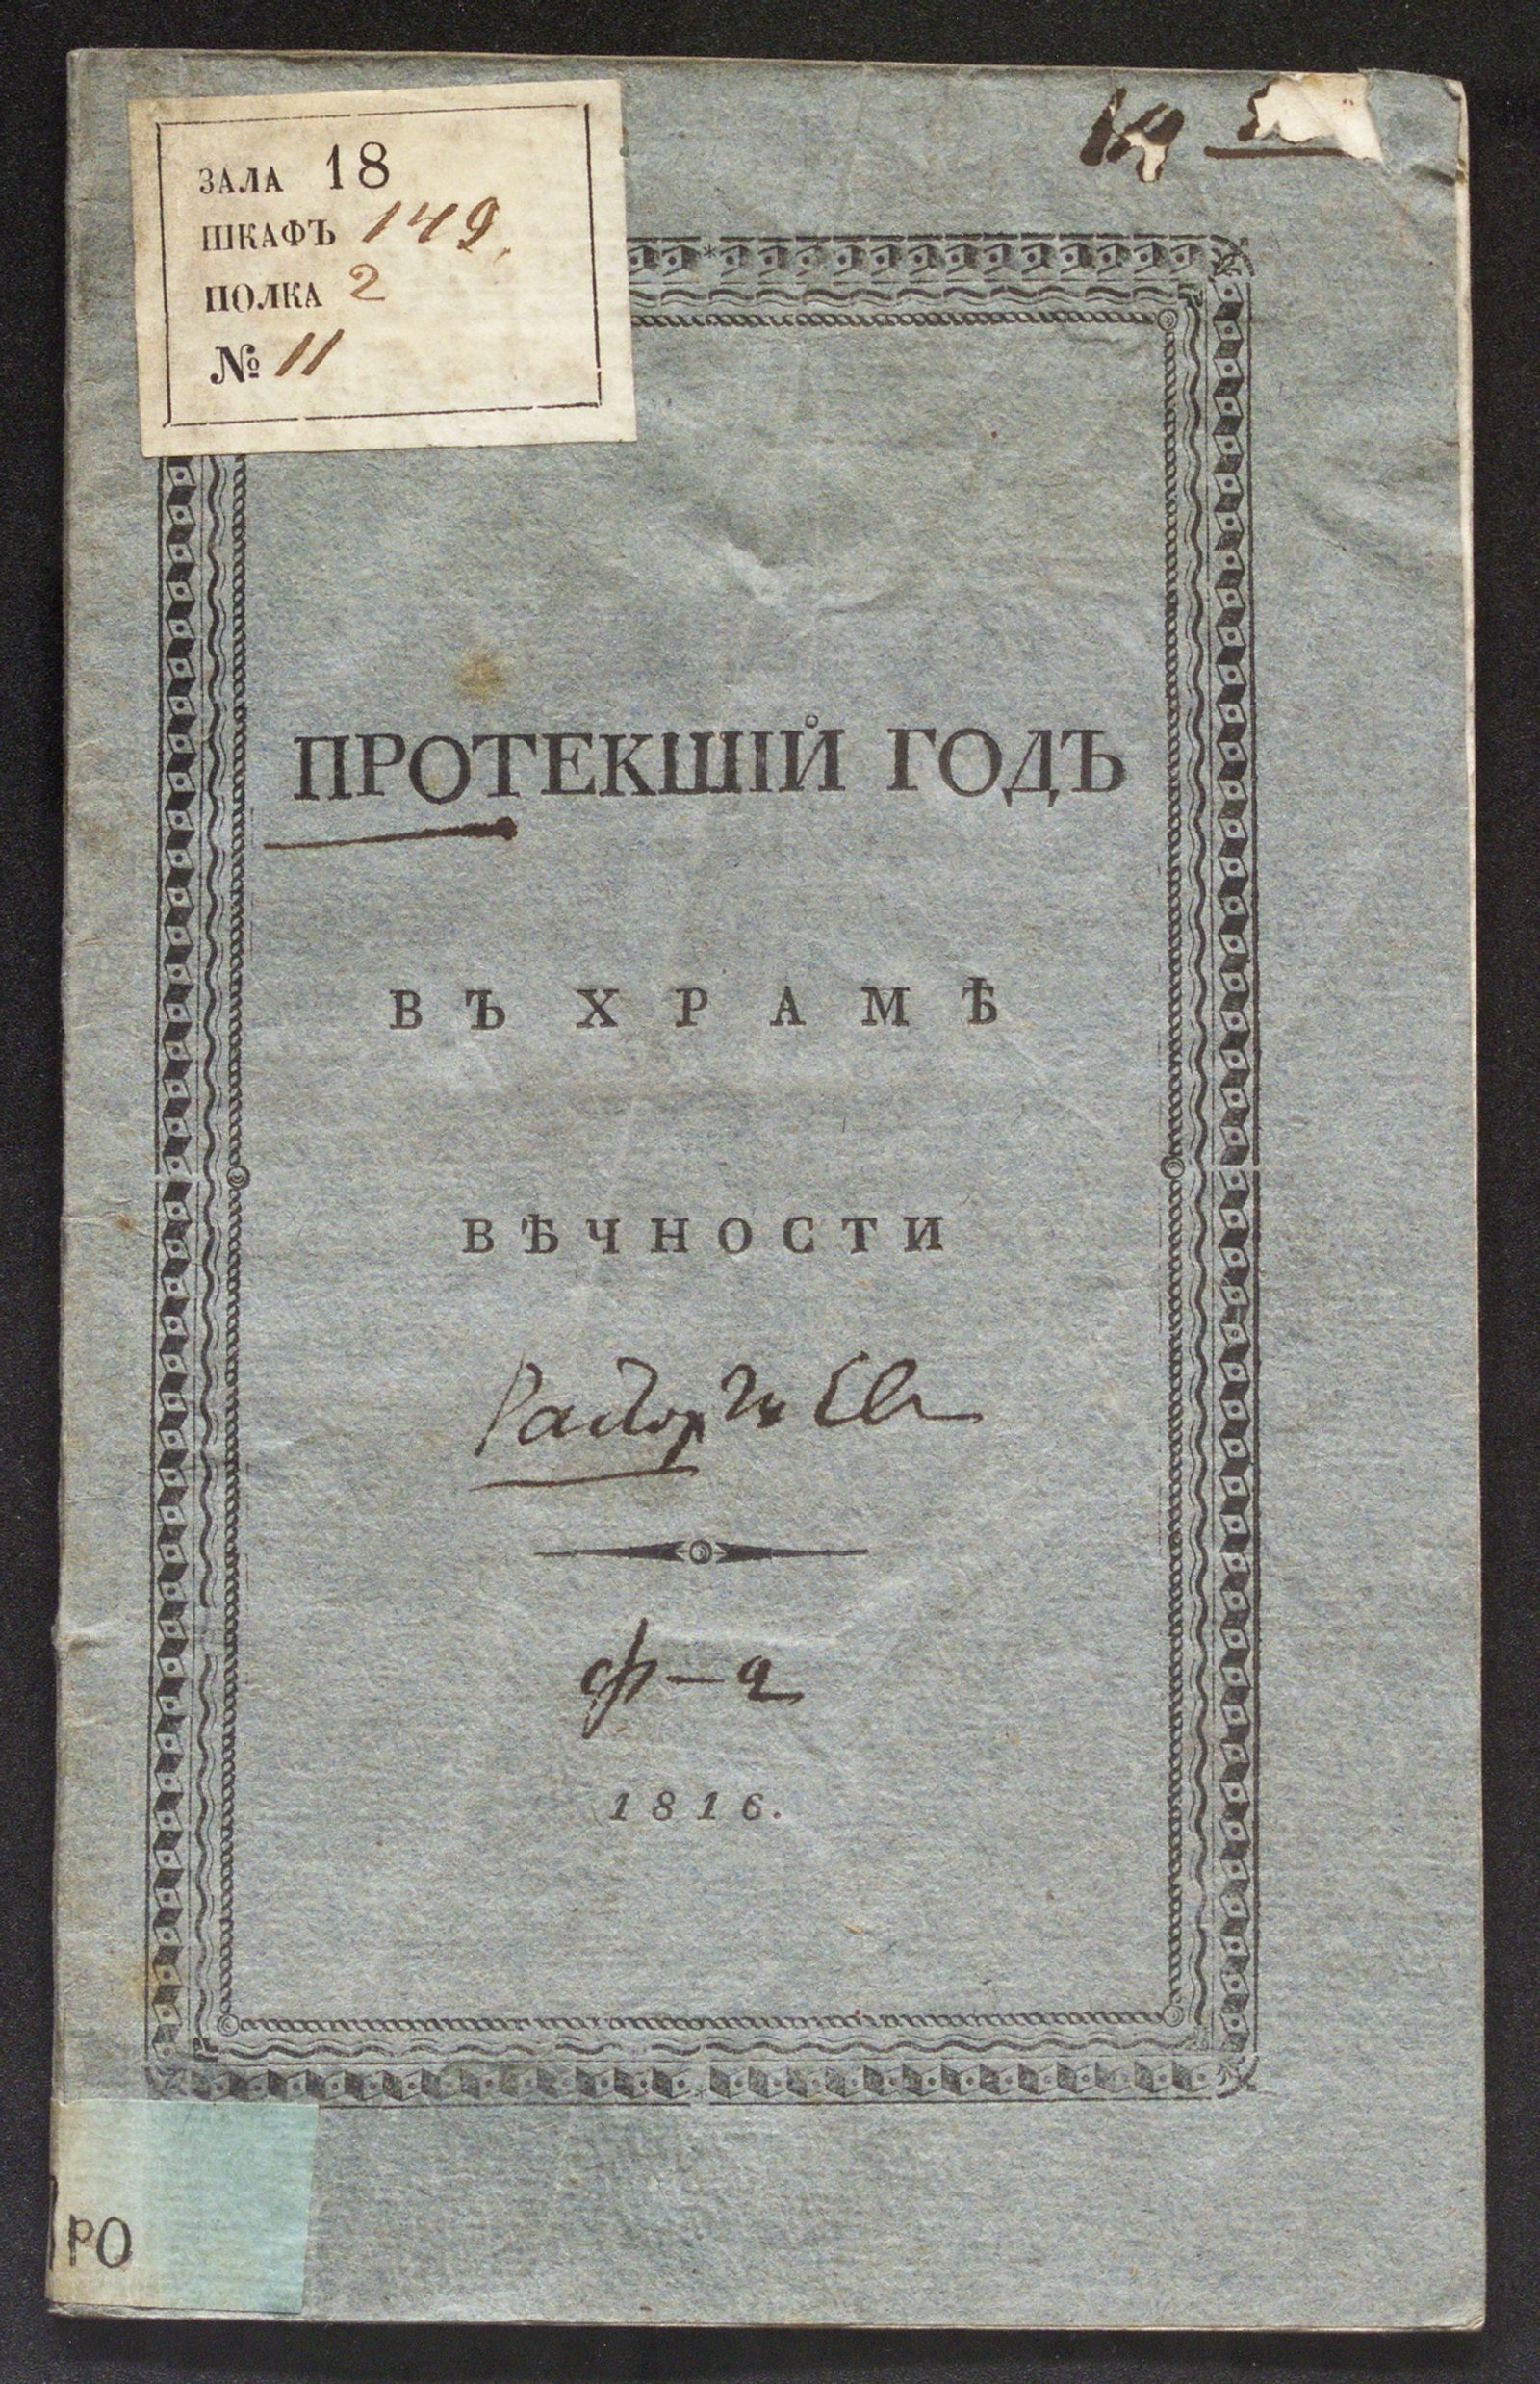 ЗАЛА 18
ШКАФЪ 149.
ПОЛКА 2
№ 11
ПРОТЕКШІЙ ГОДЪ
ВЪ ХРАМѢ
ВѢЧНОСТИ
ф-а
1816.
РО